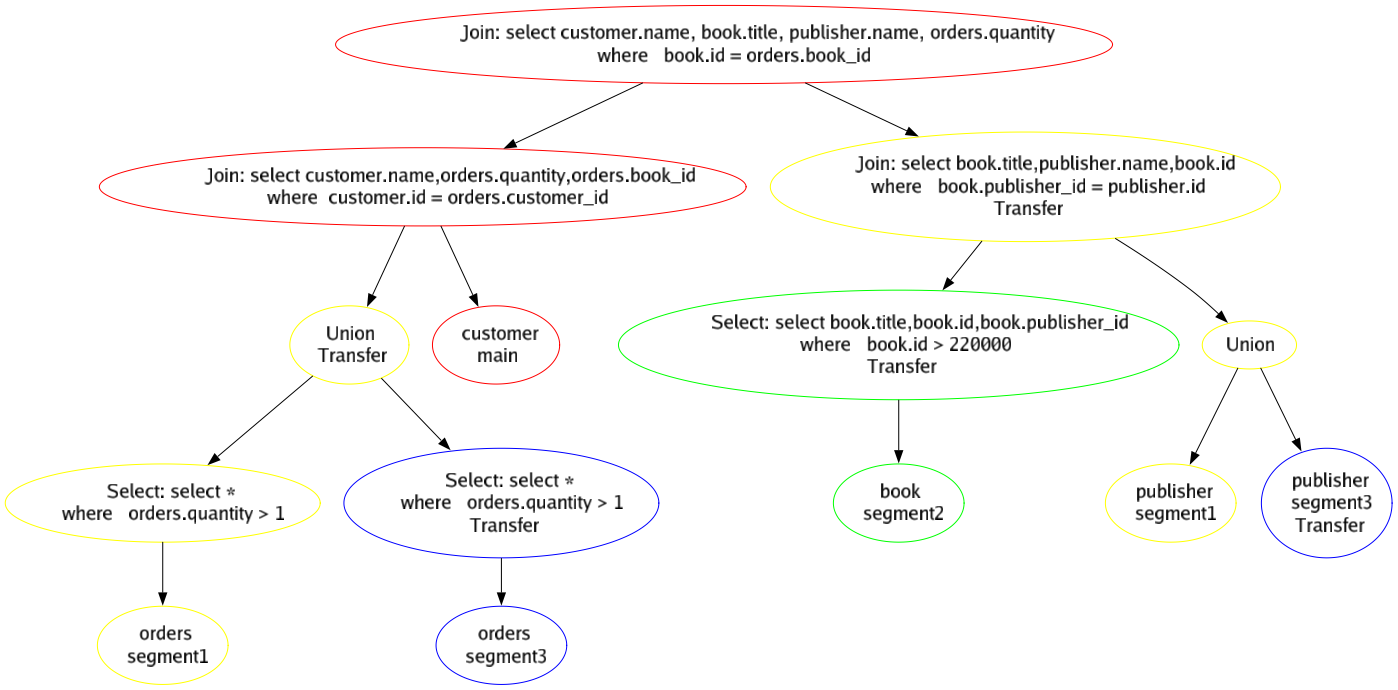 Join: select customer.name, book.title, publisher.name, orders.quantity
where book.id = orders.book_id
Join: select customer.name,orders.quantity,orders.book_id
where customer.id = orders.customer_id
Join: select book.title,publisher.name,book.id
where book.publisher_id = publisher.id
Transfer
Union
Transfer
customer
main
Select: select book.title,book.id,book.publisher_id
where book.id > 220000
Transfer
Union
Select: select *
where orders.quantity > 1
Select: select *
where orders.quantity > 1
Transfer
book
segment2
publisher
segment1
publisher
segment3
Transfer
orders
segment1
orders
segment3